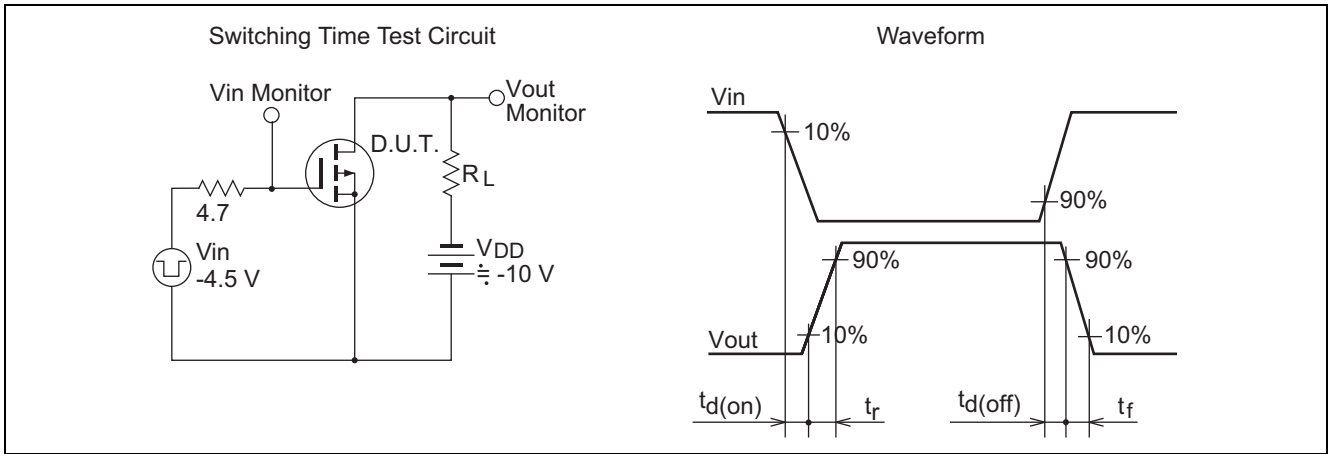 Switching Time Test Circuit
Vin Monitor
Vout
Monitor
D.U.T.
RL
4.7
Vin
-4.5 V
VDD
≒ -10 V
Waveform
Vin
10%
90%
90%
90%
Vout
10%
10%
td(on)
tr
td(off)
tf